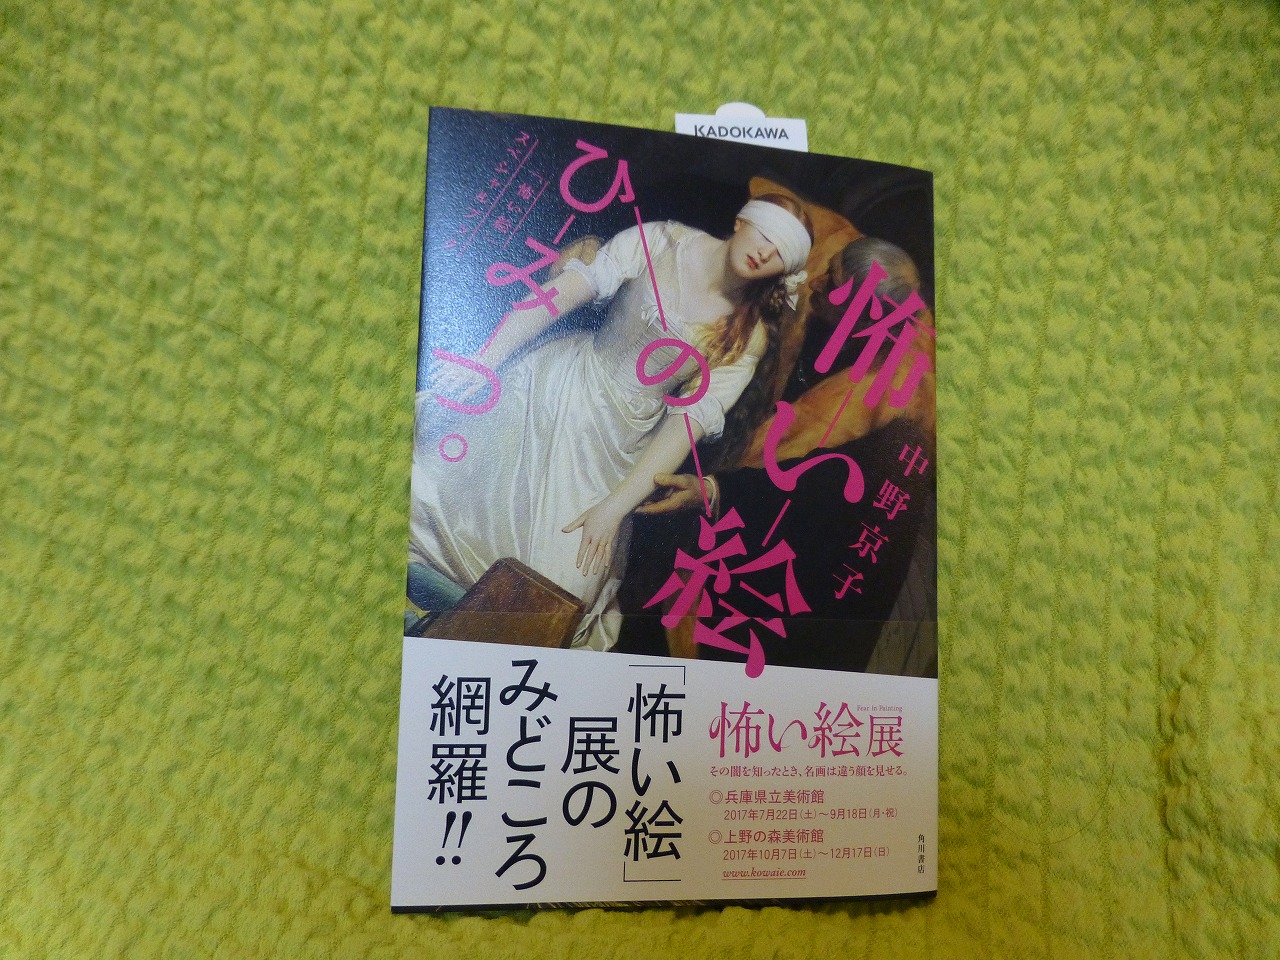 KADOKAWA
怖い絵のひみつ。
「怖い絵」
スペシャルブック
中野京子
「怖い絵」
展の
みどころ
網羅!!
Fear in Painting
怖い絵展
その闇を知ったとき、名画は違う顔を見せる。
◎兵庫県立美術館
2017年7月22日(土)〜9月18日(月・祝)
◎上野の森美術館
2017年10月7日(土)〜12月17日(日)
www.kowaie.com
角川書店